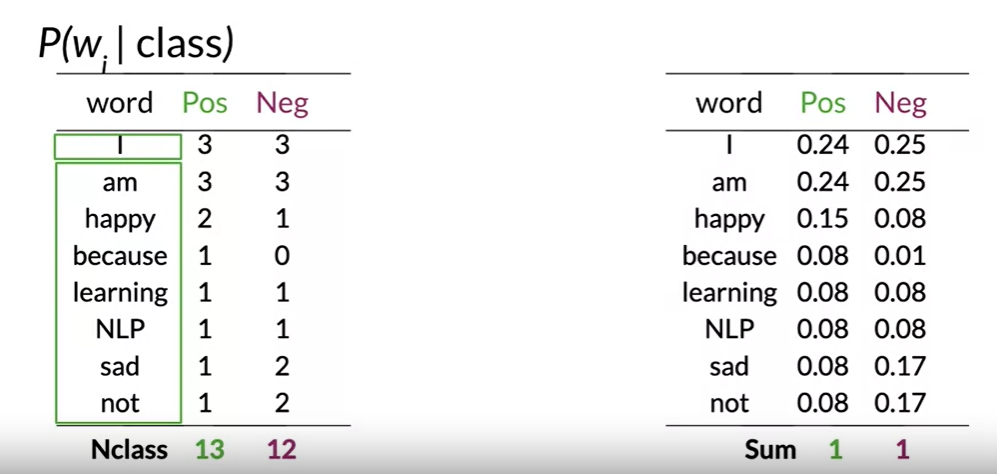 P(wi | class)
word Pos Neg
I 3 3
am 3 3
happy 2 1
because 1 0
learning 1 1
NLP 1 1
sad 1 2
not 1 2
Nclass 13 12
word Pos Neg
I 0.24 0.25
am 0.24 0.25
happy 0.15 0.08
because 0.08 0.01
learning 0.08 0.08
NLP 0.08 0.08
sad 0.08 0.17
not 0.08 0.17
Sum 1 1